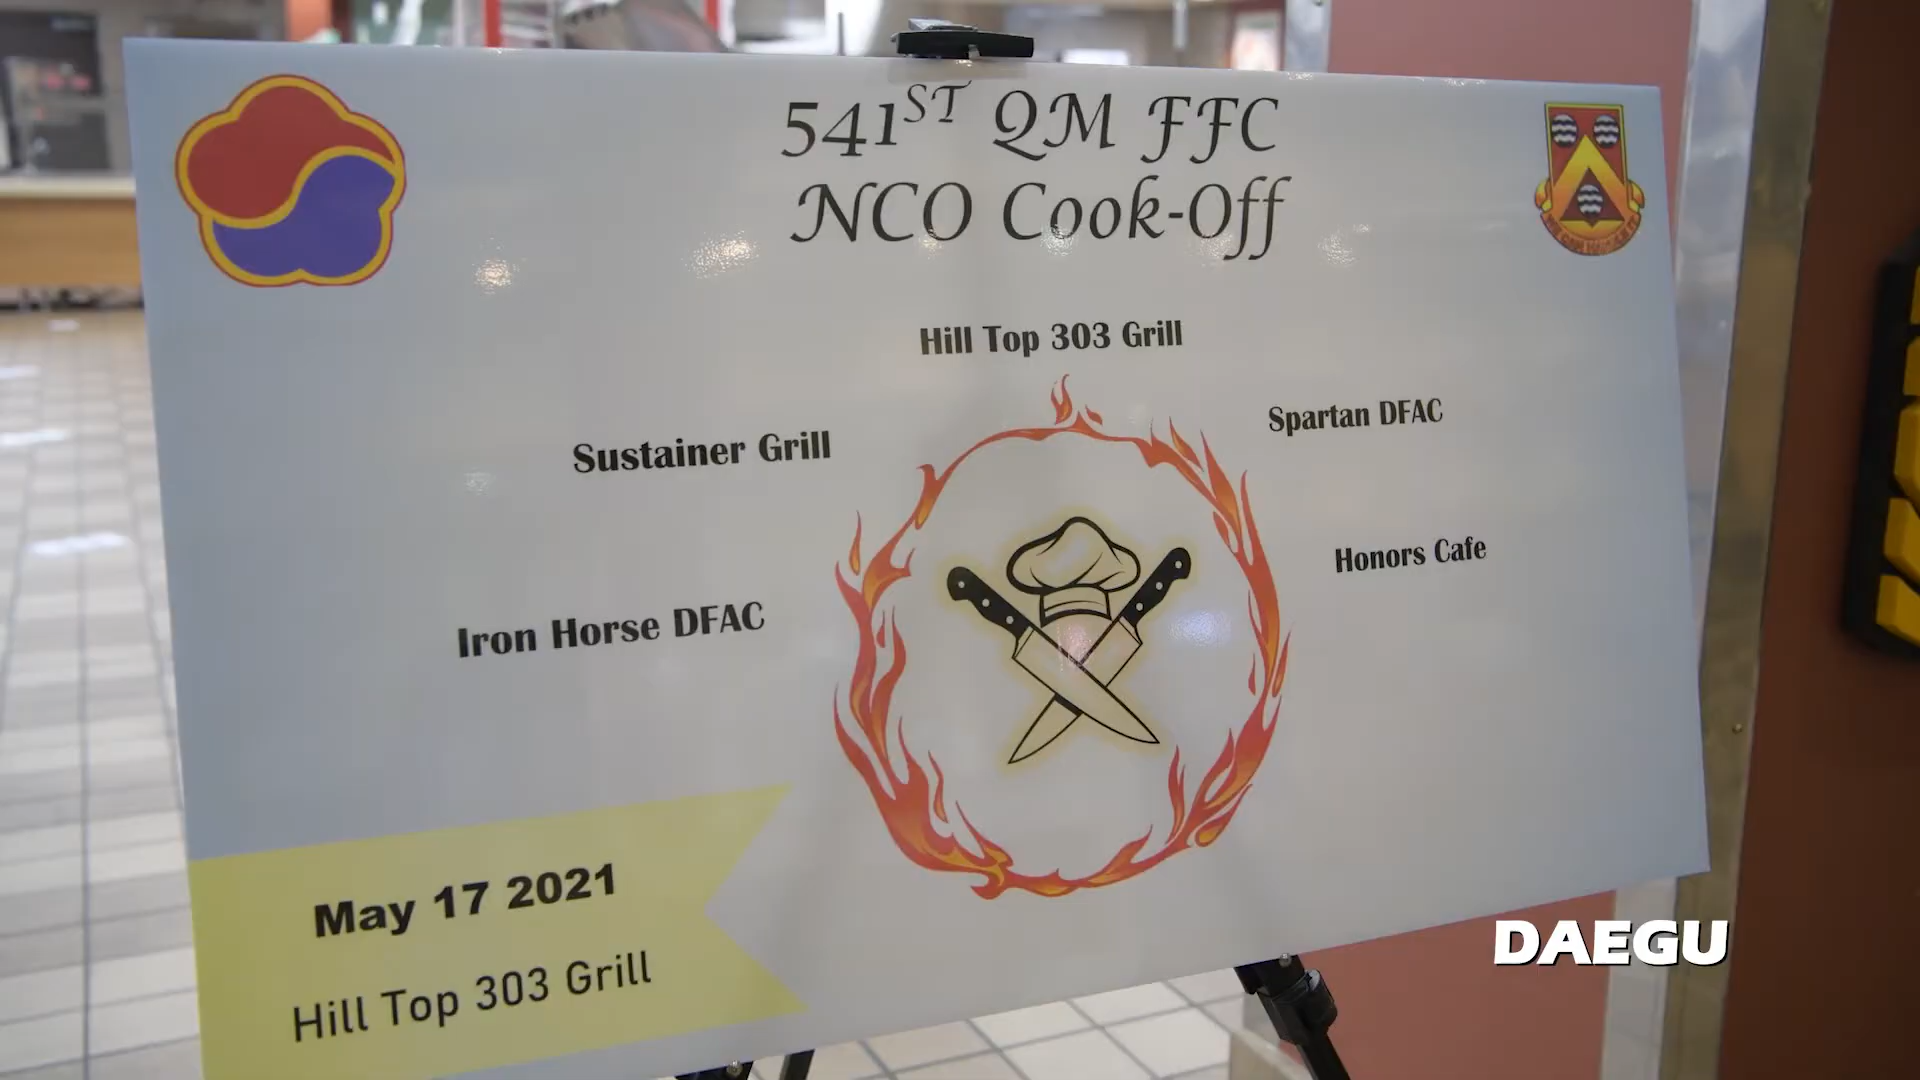 541ST QM FFC
NCO Cook-Off
Hill Top 303 Grill
Sustainer Grill
Spartan DFAC
Honors Cafe
Iron Horse DFAC
May 17 2021
Hill Top 303 Grill
DAEGU